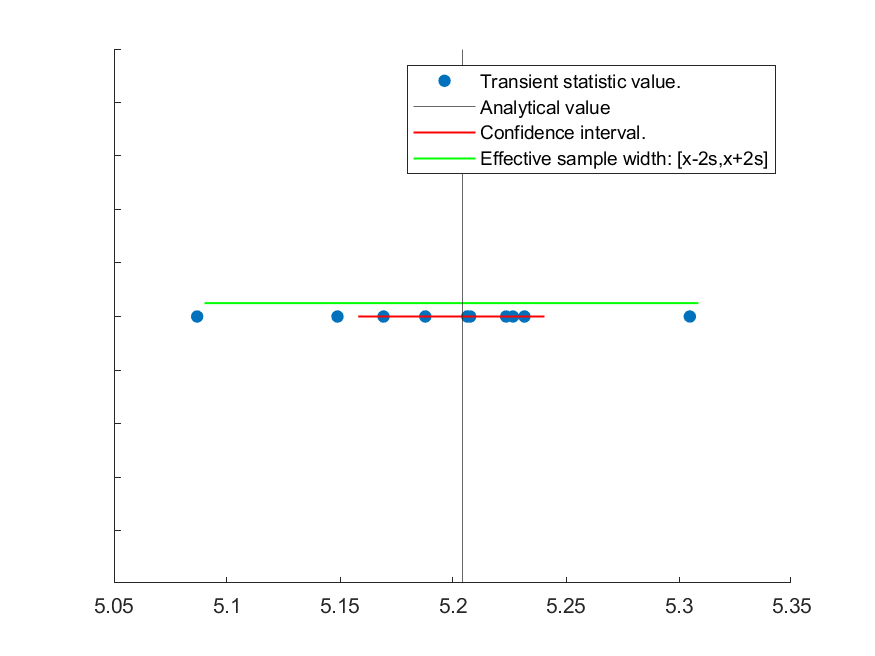 Transient statistic value.
Analytical value
Confidence interval.
Effective sample width: [x-2s,x+2s]
5.05 5.1 5.15 5.2 5.25 5.3 5.35